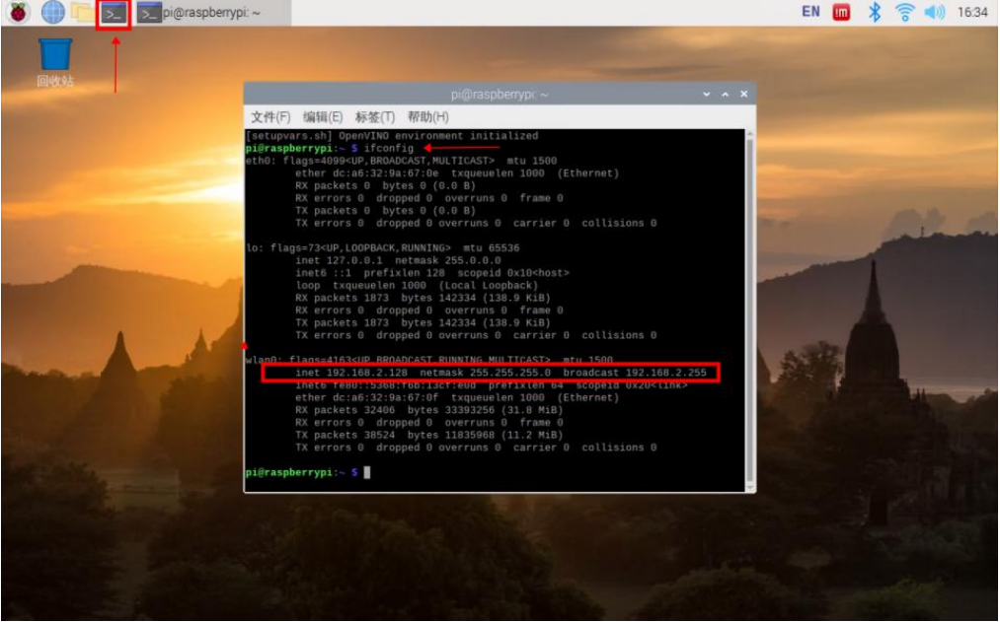 pi@raspberrypi: ~
EN
16:34
回收站
pi@raspberrypi: ~
文件(F) 编辑(E) 标签(T) 帮助(H)
[setupvars.sh] OpenVINO environment initialized
pi@raspberrypi:~ $ ifconfig
eth0: flags=4099<UP,BROADCAST,MULTICAST> mtu 1500
ether dc:a6:32:9a:67:0e txqueuelen 1000 (Ethernet)
RX packets 0 bytes 0 (0.0 B)
RX errors 0 dropped 0 overruns 0 frame 0
TX packets 0 bytes 0 (0.0 B)
TX errors 0 dropped 0 overruns 0 carrier 0 collisions 0
lo: flags=73<UP,LOOPBACK,RUNNING> mtu 65536
inet 127.0.0.1 netmask 255.0.0.0
inet6 ::1 prefixlen 128 scopeid 0x10<host>
loop txqueuelen 1000 (Local Loopback)
RX packets 1873 bytes 142334 (138.9 KiB)
RX errors 0 dropped 0 overruns 0 frame 0
TX packets 1873 bytes 142334 (138.9 KiB)
TX errors 0 dropped 0 overruns 0 carrier 0 collisions 0
wlan0: flags=4163<UP,BROADCAST,RUNNING,MULTICAST> mtu 1500
inet 192.168.2.128 netmask 255.255.255.0 broadcast 192.168.2.255
inet6 prefixlen 64 scopeid 0x20<link>
ether dc:a6:32:9a:67:0f txqueuelen 1000 (Ethernet)
RX packets 32406 bytes 33393256 (31.8 MiB)
RX errors 0 dropped 0 overruns 0 frame 0
TX packets 38524 bytes 11835968 (11.2 MiB)
TX errors 0 dropped 0 overruns 0 carrier 0 collisions 0
pi@raspberrypi:~ $